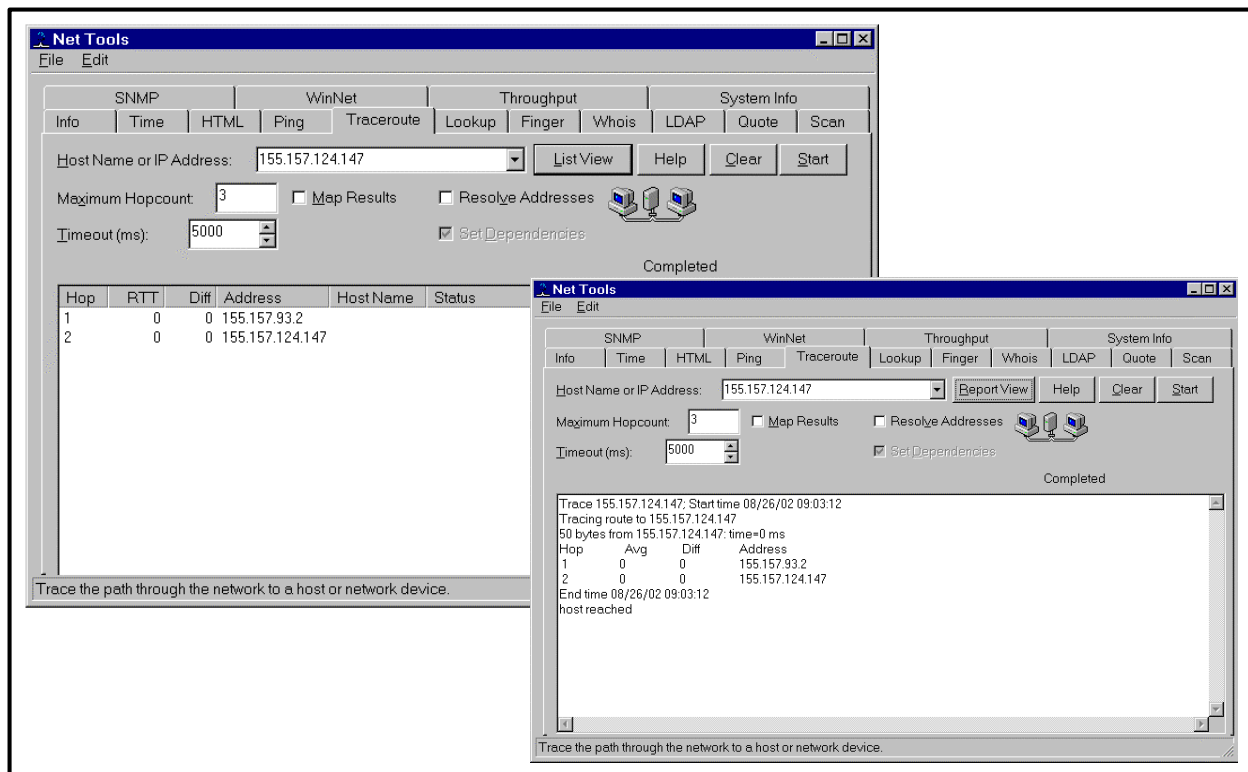 Net Tools
File Edit
SNMP WinNet Throughput System Info
Info Time HTML Ping Traceroute Lookup Finger Whois LDAP Quote Scan
Host Name or IP Address: 155.157.124.147 List View Help Clear Start
Maximum Hopcount: 3 Map Results Resolve Addresses
Timeout (ms): 5000 Set Dependencies
Completed
Hop RTT Diff Address Host Name Status
1 0 0 155.157.93.2
2 0 0 155.157.124.147
Trace the path through the network to a host or network device.
Net Tools
File Edit
SNMP WinNet Throughput System Info
Info Time HTML Ping Traceroute Lookup Finger Whois LDAP Quote Scan
Host Name or IP Address: 155.157.124.147 Report View Help Clear Start
Maximum Hopcount: 3 Map Results Resolve Addresses
Timeout (ms): 5000 Set Dependencies
Completed
Trace 155.157.124.147; Start time 08/26/02 09:03:12
Tracing route to 155.157.124.147
50 bytes from 155.157.124.147: time=0 ms
Hop Avg Diff Address
1 0 0 155.157.93.2
2 0 0 155.157.124.147
End time 08/26/02 09:03:12
host reached
Trace the path through the network to a host or network device.